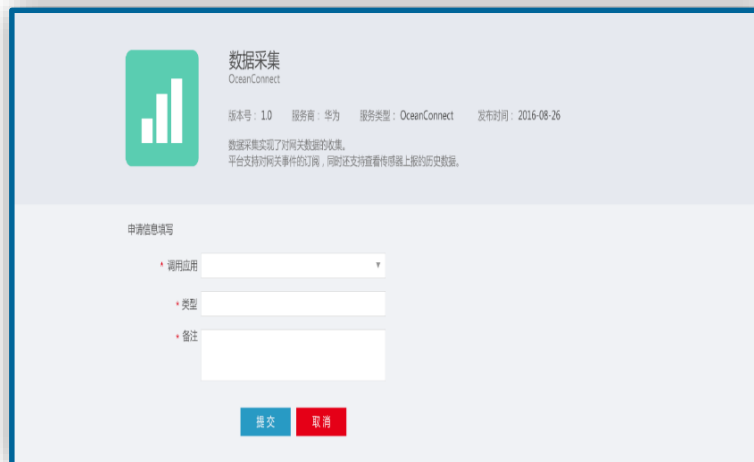 数据采集
OceanConnect
版本号：1.0 服务商：华为 服务类型：OceanConnect 发布时间：2016-08-26
数据采集实现了对网关数据的收集。
平台支持对网关事件的订阅，同时还支持查看传感器上报的历史数据。
申请信息填写
* 调用应用
* 类型
* 备注
提交 取消